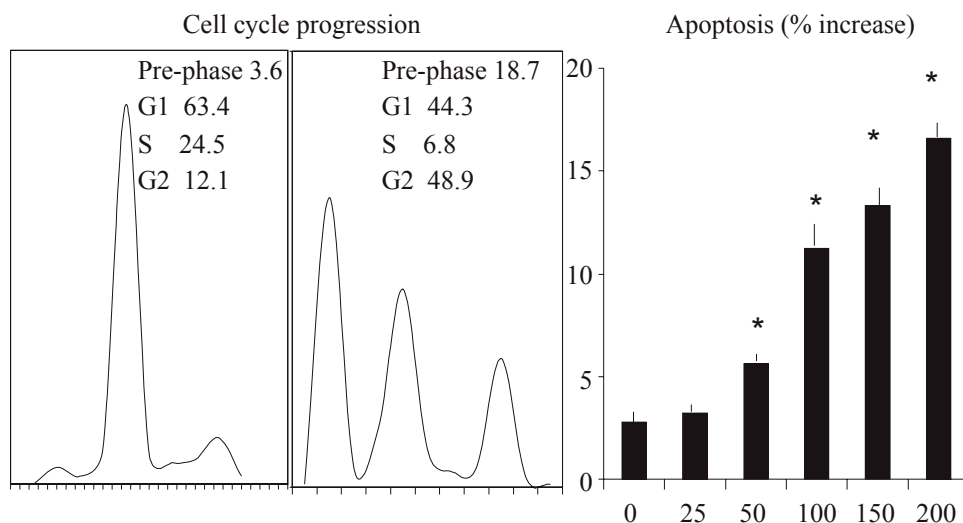 Cell cycle progression
Pre-phase 3.6
G1 63.4
S 24.5
G2 12.1
Pre-phase 18.7
G1 44.3
S 6.8
G2 48.9
Apoptosis (% increase)
20
15
10
5
0
* * * *
0 25 50 100 150 200